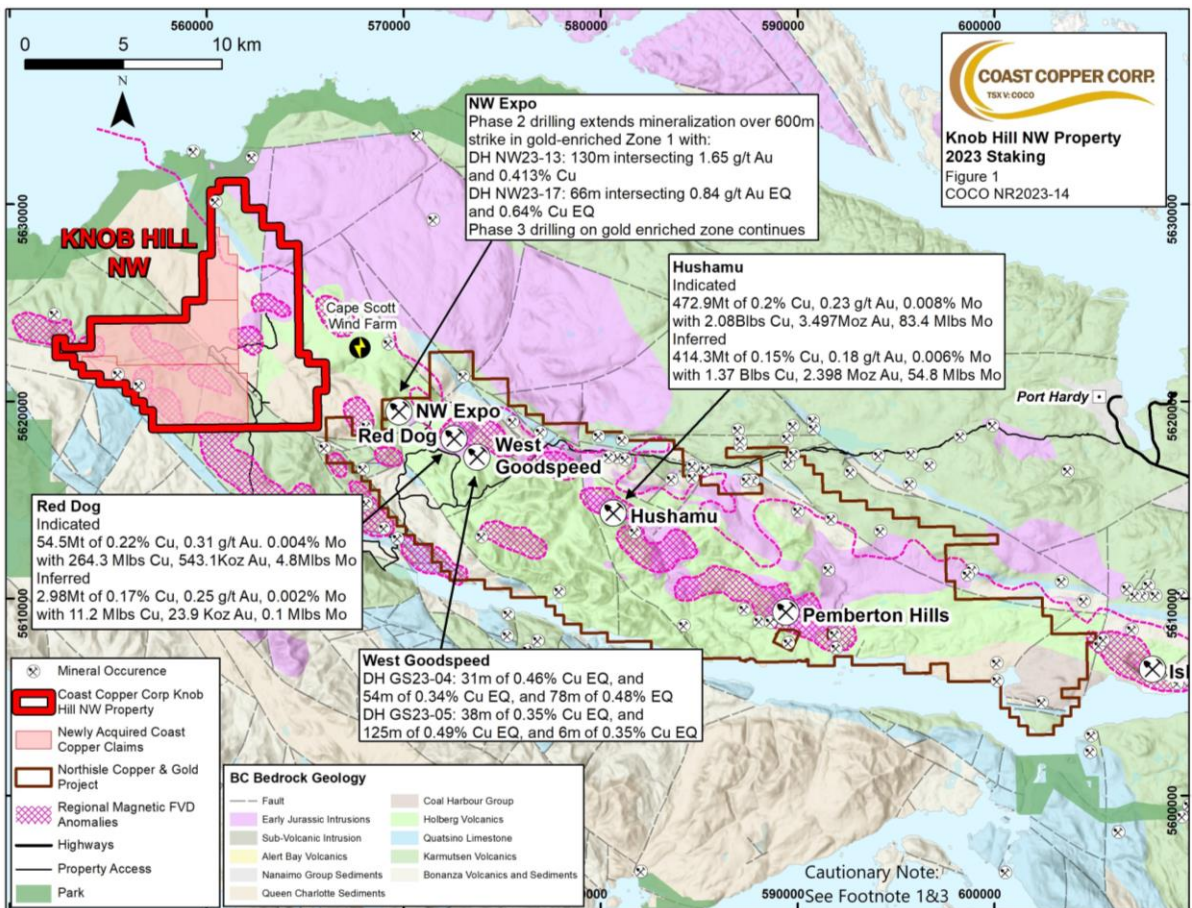 560000
570000
580000
590000
600000
0 5 10 km
N
COAST COPPER CORP.
TSX V: COCO
Knob Hill NW Property
2023 Staking
Figure 1
COCO NR2023-14
NW Expo
Phase 2 drilling extends mineralization over 600m
strike in gold-enriched Zone 1 with:
DH NW23-13: 130m intersecting 1.65 g/t Au
and 0.413% Cu
DH NW23-17: 66m intersecting 0.84 g/t Au EQ
and 0.64% Cu EQ
Phase 3 drilling on gold enriched zone continues
5630000
5630000
KNOB HILL
NW
Hushamu
Indicated
472.9Mt of 0.2% Cu, 0.23 g/t Au, 0.008% Mo
with 2.08Blbs Cu, 3.497Moz Au, 83.4 Mlbs Mo
Inferred
414.3Mt of 0.15% Cu, 0.18 g/t Au, 0.006% Mo
with 1.37 Blbs Cu, 2.398 Moz Au, 54.8 Mlbs Mo
Cape Scott
Wind Farm
Port Hardy
5620000
5620000
NW Expo
Red Dog
West
Goodspeed
Hushamu
Red Dog
Indicated
54.5Mt of 0.22% Cu, 0.31 g/t Au. 0.004% Mo
with 264.3 Mlbs Cu, 543.1Koz Au, 4.8Mlbs Mo
Inferred
2.98Mt of 0.17% Cu, 0.25 g/t Au, 0.002% Mo
with 11.2 Mlbs Cu, 23.9 Koz Au, 0.1 Mlbs Mo
5610000
5610000
Pemberton Hills
Isl
West Goodspeed
DH GS23-04: 31m of 0.46% Cu EQ, and
54m of 0.34% Cu EQ, and 78m of 0.48% EQ
DH GS23-05: 38m of 0.35% Cu EQ, and
125m of 0.49% Cu EQ, and 6m of 0.35% Cu EQ
Mineral Occurence
Coast Copper Corp Knob
Hill NW Property
Newly Acquired Coast
Copper Claims
Northisle Copper & Gold
Project
Regional Magnetic FVD
Anomalies
Highways
Property Access
Park
BC Bedrock Geology
Fault
Early Jurassic Intrusions
Sub-Volcanic Intrusion
Alert Bay Volcanics
Nanaimo Group Sediments
Queen Charlotte Sediments
Coal Harbour Group
Holberg Volcanics
Quatsino Limestone
Karmutsen Volcanics
Bonanza Volcanics and Sediments
5600000
Cautionary Note:
See Footnote 1&3
590000
600000